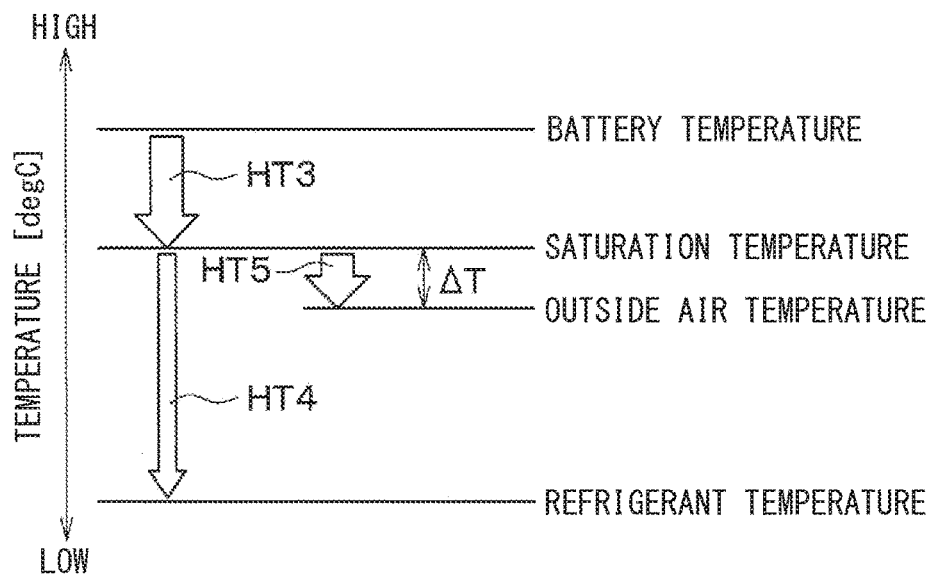 HIGH
BATTERY TEMPERATURE
HT3
SATURATION TEMPERATURE
HT5
ΔT
OUTSIDE AIR TEMPERATURE
TEMPERATURE [degC]
HT4
REFRIGERANT TEMPERATURE
LOW